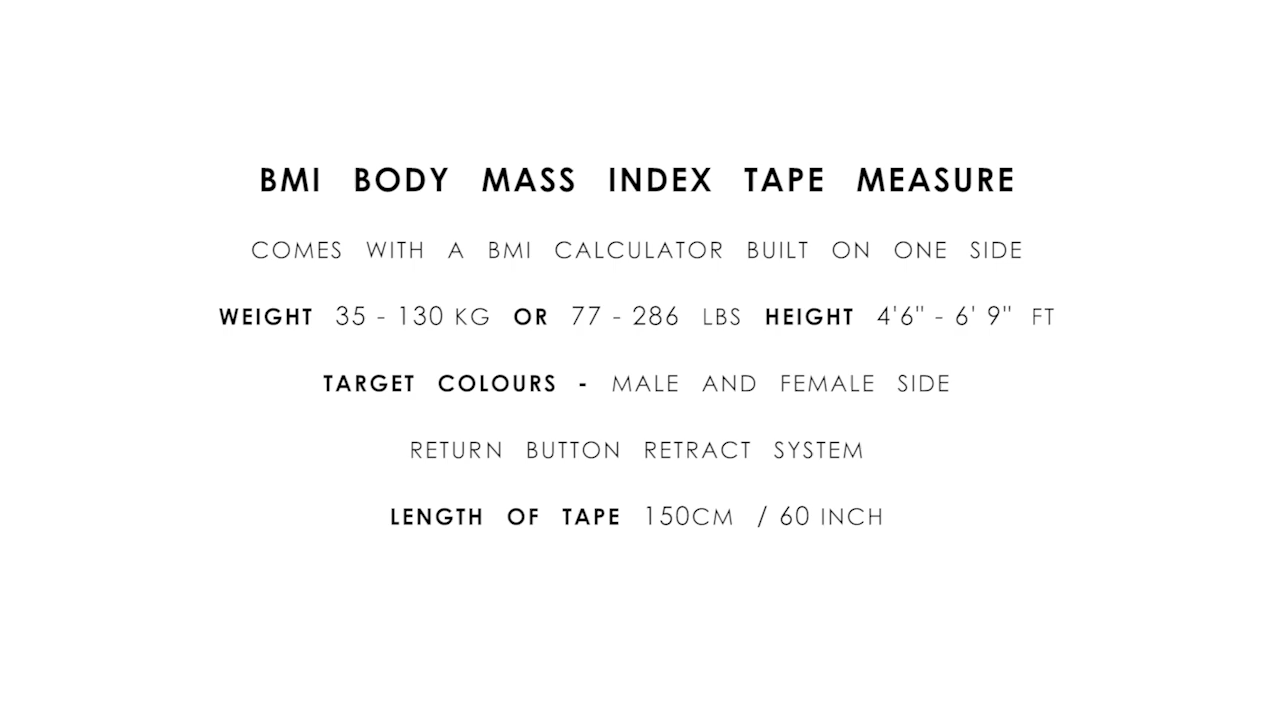 BMI BODY MASS INDEX TAPE MEASURE
COMES WITH A BMI CALCULATOR BUILT ON ONE SIDE
WEIGHT 35 - 130 KG OR 77 - 286 LBS HEIGHT 4'6" - 6' 9" FT
TARGET COLOURS - MALE AND FEMALE SIDE
RETURN BUTTON RETRACT SYSTEM
LENGTH OF TAPE 150CM / 60 INCH